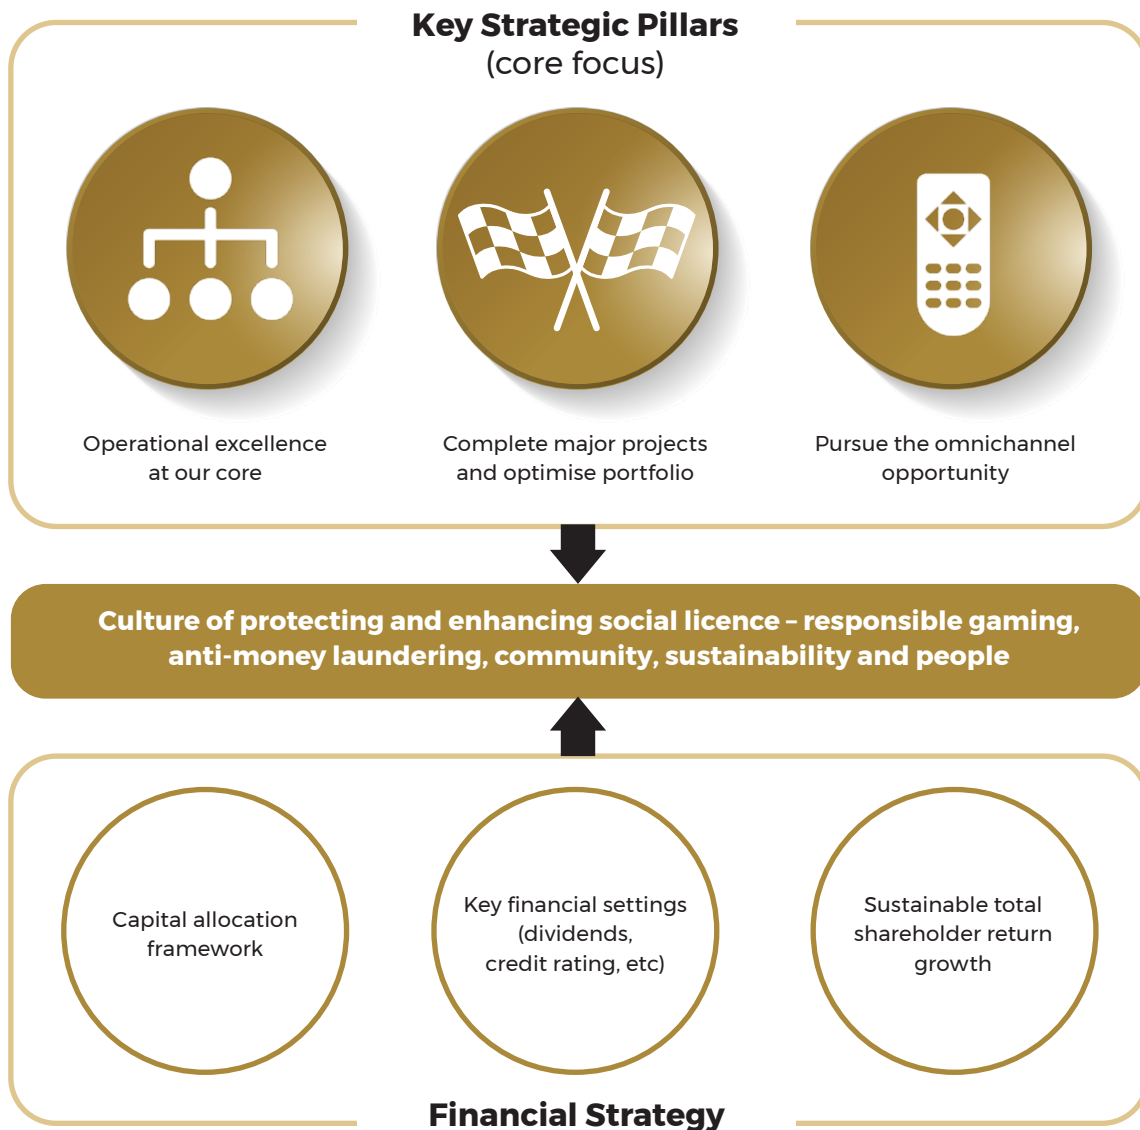 Key Strategic Pillars
(core focus)
Operational excellence
at our core
Complete major projects
and optimise portfolio
Pursue the omnichannel
opportunity
Culture of protecting and enhancing social licence – responsible gaming,
anti-money laundering, community, sustainability and people
Capital allocation
framework
Key financial settings
(dividends,
credit rating, etc)
Sustainable total
shareholder return
growth
Financial Strategy